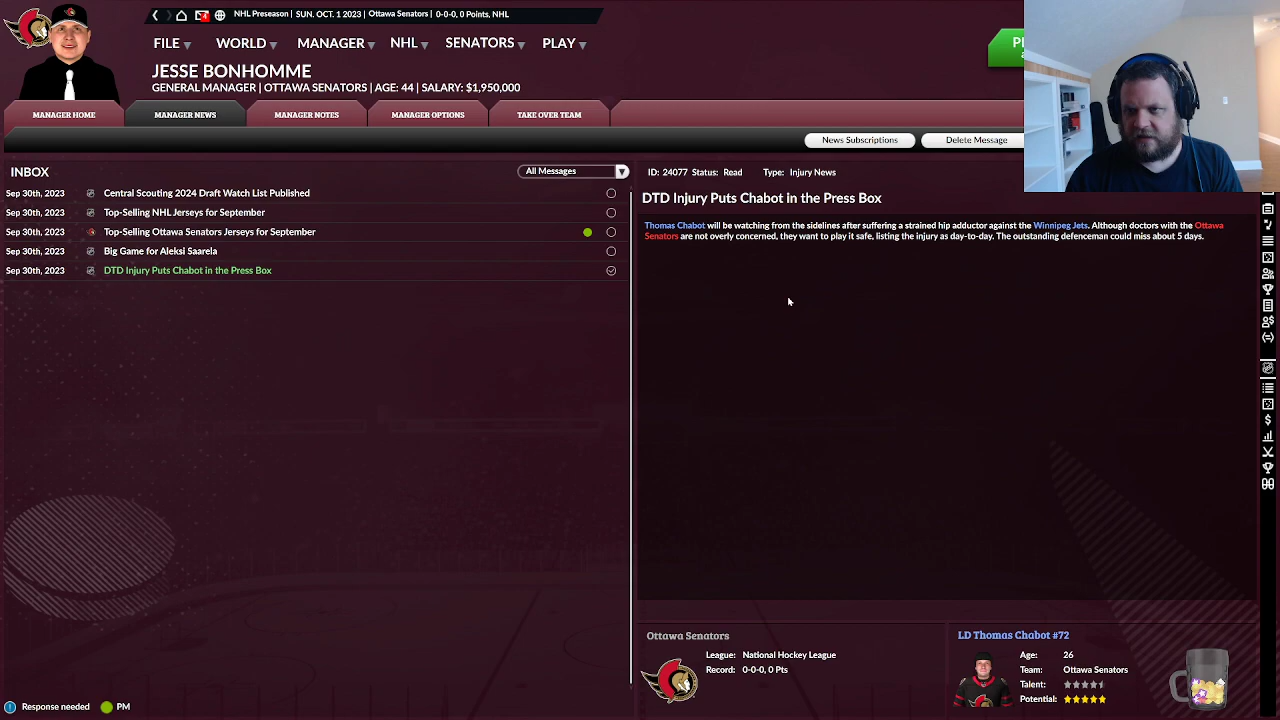 NHL Preseason | SUN. OCT. 1 2023 | Ottawa Senators | 0-0-0, 0 Points, NHL
4
FILE WORLD MANAGER NHL SENATORS PLAY
JESSE BONHOMME
GENERAL MANAGER | OTTAWA SENATORS | AGE: 44 | SALARY: $1,950,000
MANAGER HOME MANAGER NEWS MANAGER NOTES MANAGER OPTIONS TAKE OVER TEAM
News Subscriptions Delete Message
INBOX All Messages
Sep 30th, 2023 Central Scouting 2024 Draft Watch List Published
Sep 30th, 2023 Top-Selling NHL Jerseys for September
Sep 30th, 2023 Top-Selling Ottawa Senators Jerseys for September
Sep 30th, 2023 Big Game for Aleksi Saarela
Sep 30th, 2023 DTD Injury Puts Chabot in the Press Box
ID: 24077 Status: Read Type: Injury News
DTD Injury Puts Chabot in the Press Box
Thomas Chabot will be watching from the sidelines after suffering a strained hip adductor against the Winnipeg Jets. Although doctors with the Ottawa
Senators are not overly concerned, they want to play it safe, listing the injury as day-to-day. The outstanding defenceman could miss about 5 days.
Ottawa Senators
League: National Hockey League
Record: 0-0-0, 0 Pts
LD Thomas Chabot #72
Age: 26
Team: Ottawa Senators
Talent:
Potential:
Response needed PM